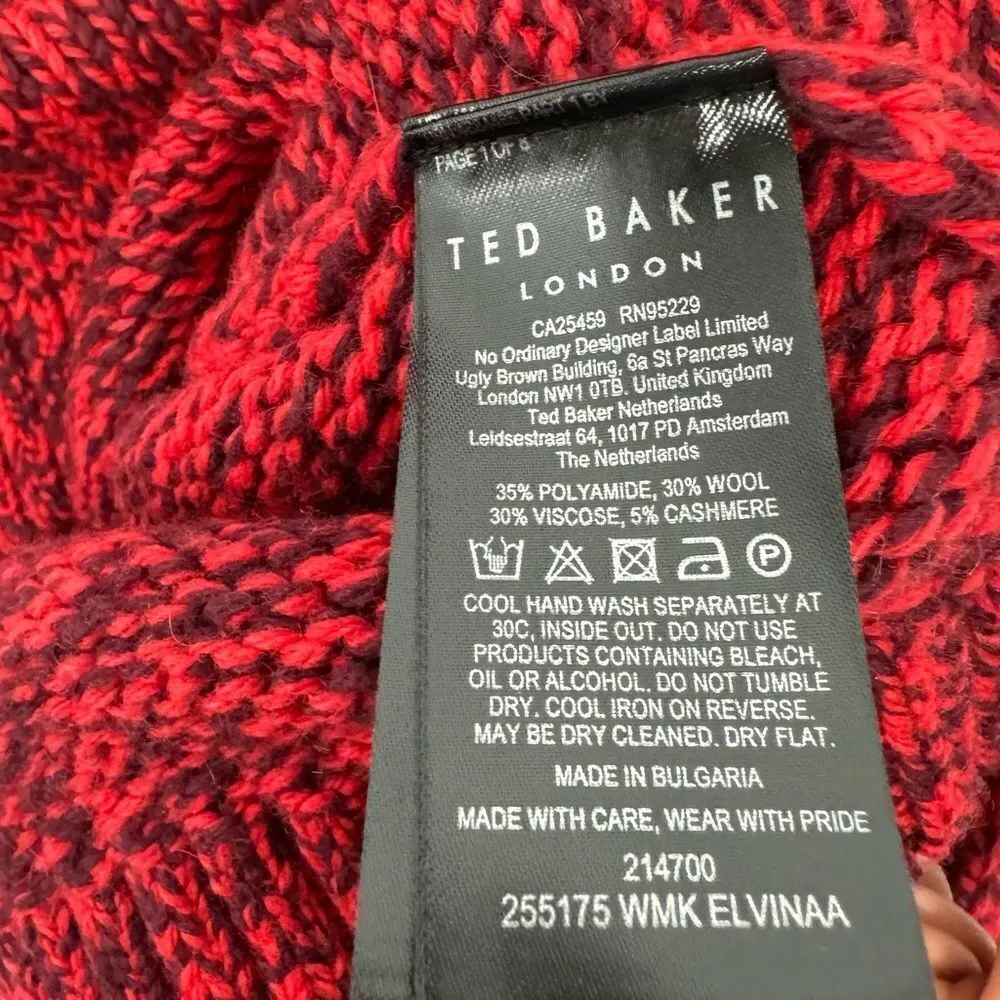 PAGE 1 OF 8
TED BAKER
LONDON
CA25459 RN95229
No Ordinary Designer Label Limited
Ugly Brown Building, 6a St Pancras Way
London NW1 0TB. United Kingdom
Ted Baker Netherlands
Leidsestraat 64, 1017 PD Amsterdam
The Netherlands
35% POLYAMIDE, 30% WOOL
30% VISCOSE, 5% CASHMERE
P
COOL HAND WASH SEPARATELY AT
30C, INSIDE OUT. DO NOT USE
PRODUCTS CONTAINING BLEACH,
OIL OR ALCOHOL. DO NOT TUMBLE
DRY. COOL IRON ON REVERSE.
MAY BE DRY CLEANED. DRY FLAT.
MADE IN BULGARIA
MADE WITH CARE, WEAR WITH PRIDE
214700
255175 WMK ELVINAA